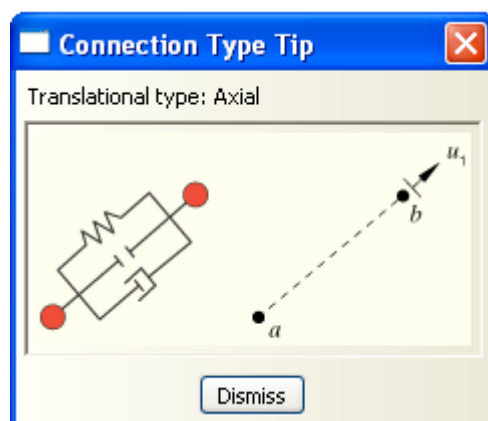 Connection Type Tip
Translational type: Axial
u₁
b
a
Dismiss